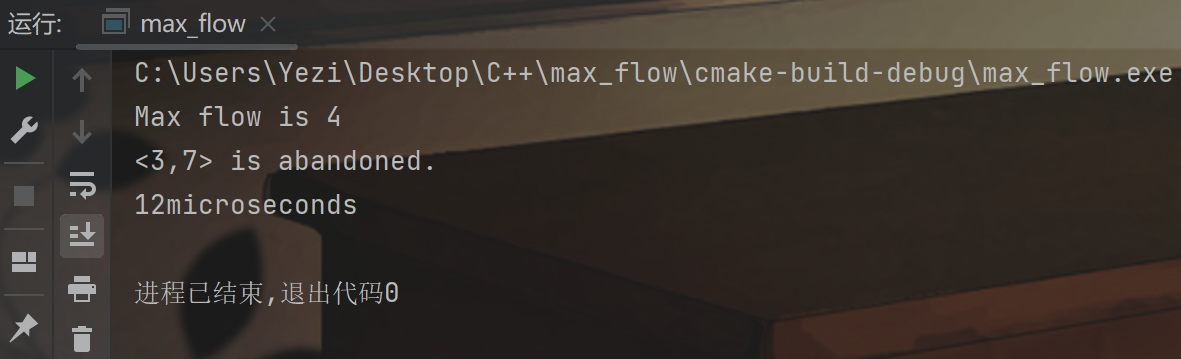 运行: max_flow
C:\Users\Yezi\Desktop\C++\max_flow\cmake-build-debug\max_flow.exe
Max flow is 4
<3,7> is abandoned.
12microseconds
进程已结束,退出代码0